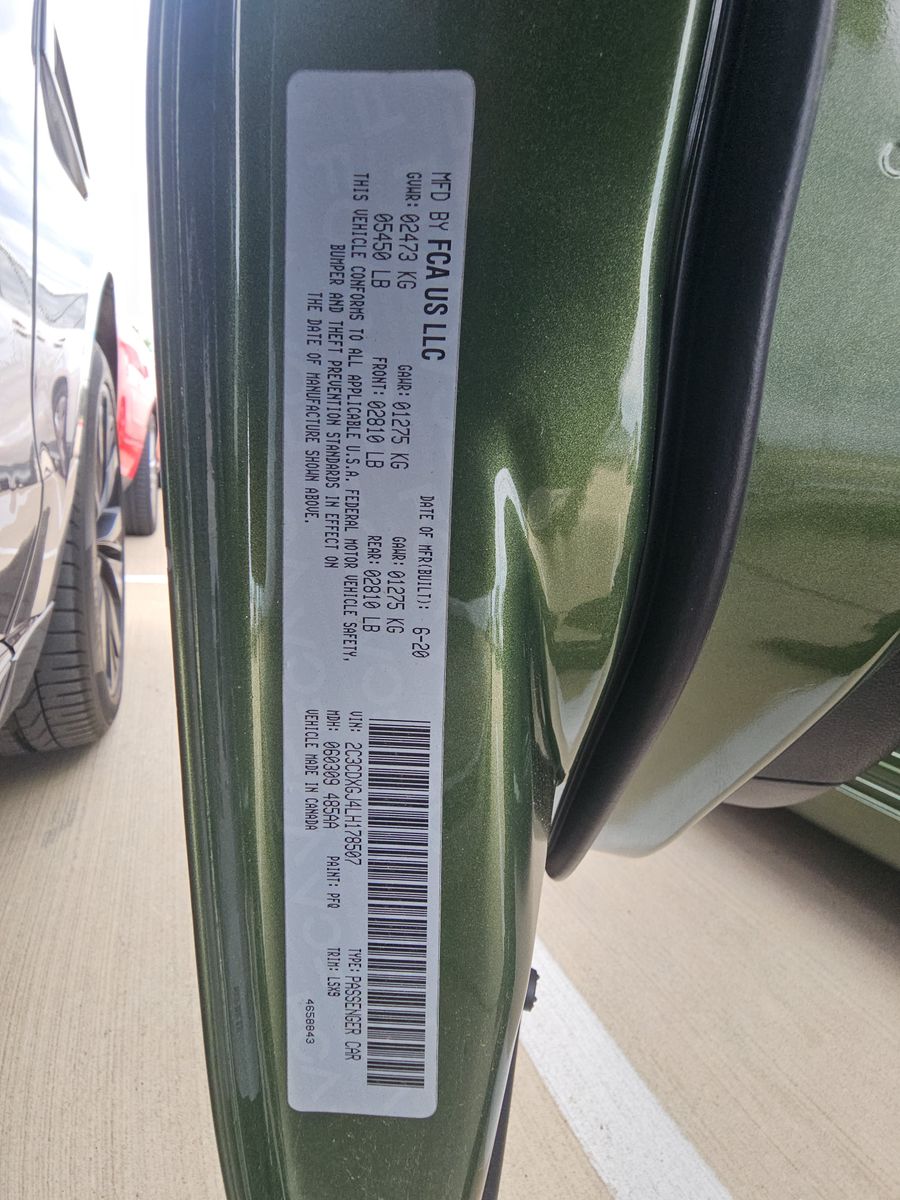 MFD BY FCA US LLC
DATE OF MFR(BUILT): 6-20
GVWR: 02473 KG GAWR: 01275 KG GAWR: 01275 KG
05450 LB FRONT: 02810 LB REAR: 02810 LB
THIS VEHICLE CONFORMS TO ALL APPLICABLE U.S.A. FEDERAL MOTOR VEHICLE SAFETY,
BUMPER AND THEFT PREVENTION STANDARDS IN EFFECT ON
THE DATE OF MANUFACTURE SHOWN ABOVE.
VIN: 2C3CDXGJ4LH178507 TYPE: PASSENGER CAR
MDH: 060309 485AA PAINT: PFQ TRIM: LSX9
VEHICLE MADE IN CANADA
4658843